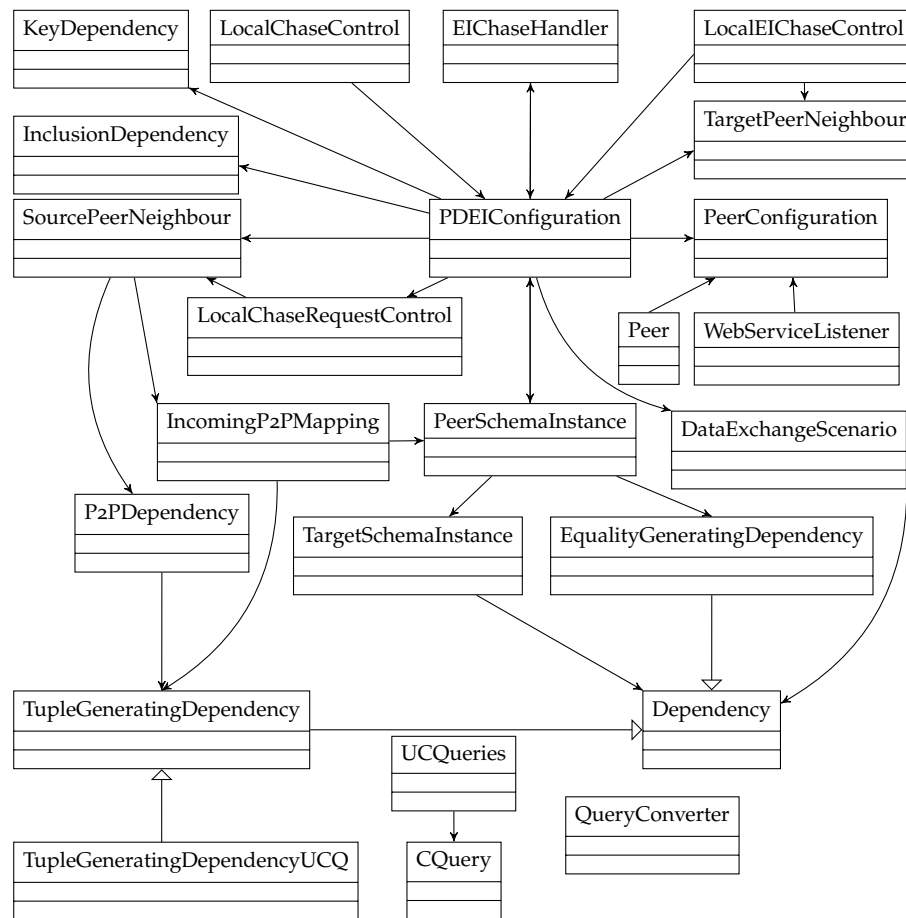 KeyDependency
LocalChaseControl
EIChaseHandler
LocalEIChaseControl
InclusionDependency
TargetPeerNeighbour
SourcePeerNeighbour
PDEIConfiguration
PeerConfiguration
LocalChaseRequestControl
Peer
WebServiceListener
IncomingP2PMapping
PeerSchemaInstance
DataExchangeScenario
P2PDependency
TargetSchemaInstance
EqualityGeneratingDependency
TupleGeneratingDependency
Dependency
UCQueries
QueryConverter
TupleGeneratingDependencyUCQ
CQuery